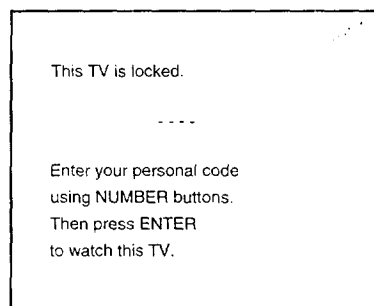 This TV is locked.
- - - -
Enter your personal code
using NUMBER buttons.
Then press ENTER
to watch this TV.